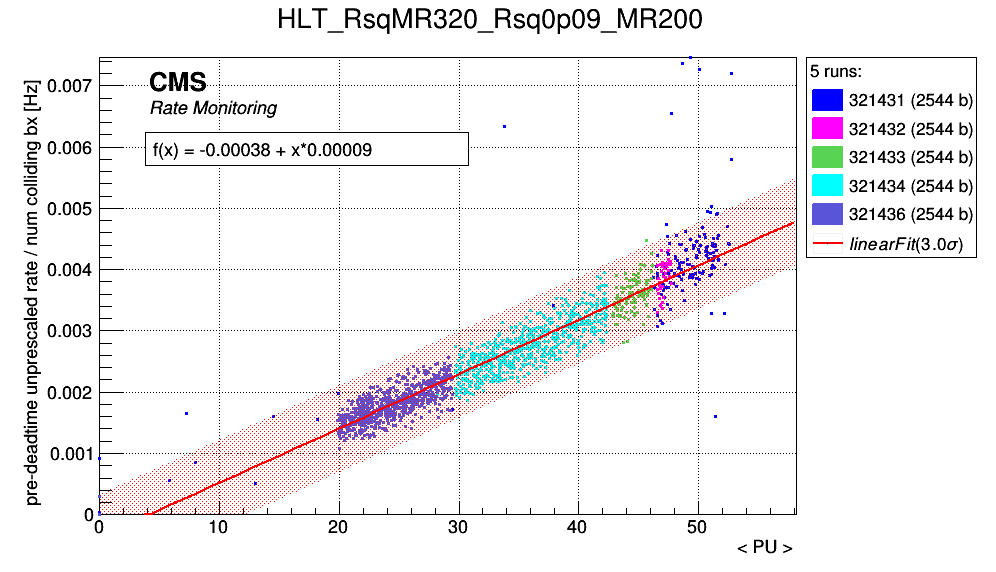 HLT_RsqMR320_Rsq0p09_MR200
pre-deadtime unprescaled rate / num colliding bx [Hz]
CMS
Rate Monitoring
f(x) = -0.00038 + x*0.00009
0.007
0.006
0.005
0.004
0.003
0.002
0.001
0
0 10 20 30 40 50
< PU >
5 runs:
321431 (2544 b)
321432 (2544 b)
321433 (2544 b)
321434 (2544 b)
321436 (2544 b)
linearFit(3.0σ)